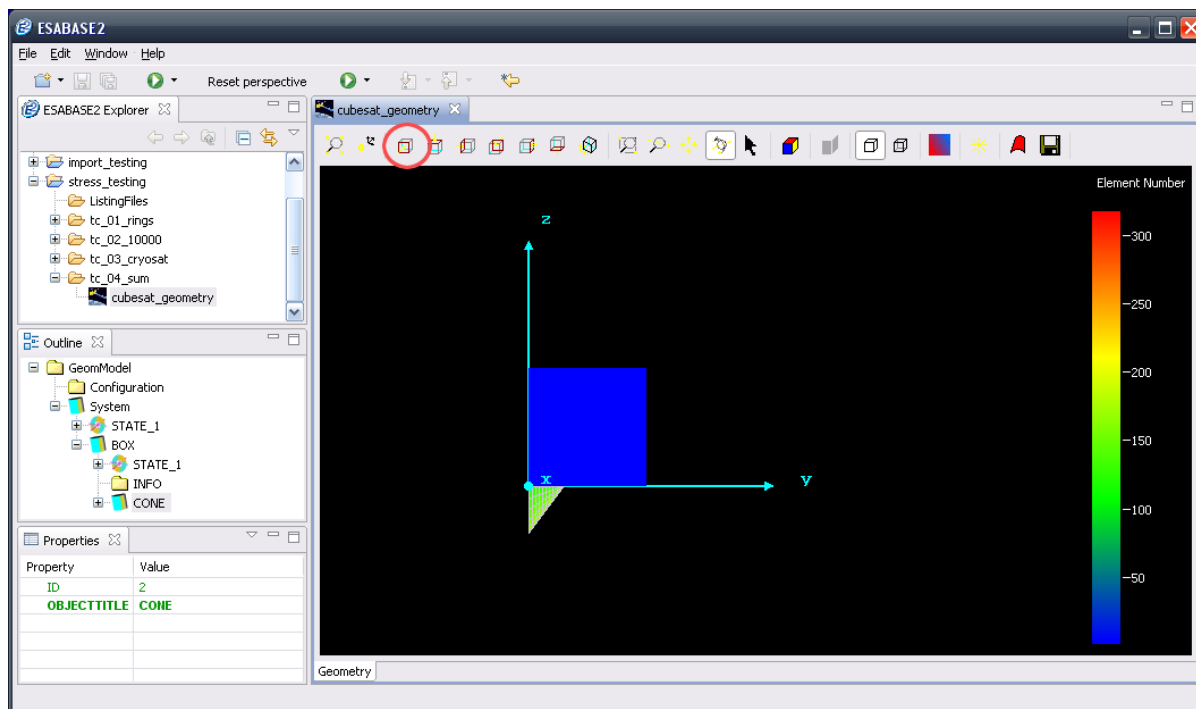 ESABASE2
File Edit Window Help
Reset perspective
ESABASE2 Explorer
import_testing
stress_testing
ListingFiles
tc_01_rings
tc_02_10000
tc_03_cryosat
tc_04_sum
cubesat_geometry
Outline
GeomModel
Configuration
System
STATE_1
BOX
STATE_1
INFO
CONE
Properties
Property Value
ID 2
OBJECTTITLE CONE
cubesat_geometry
Element Number
300
250
200
150
100
50
z
x
y
Geometry